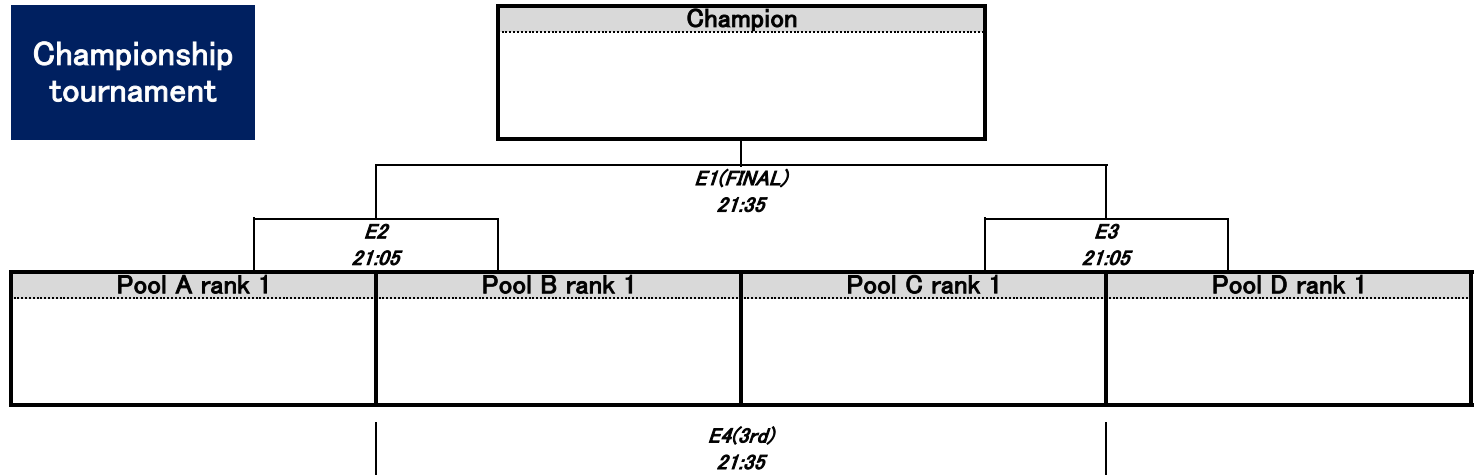 Championship
tournament
Champion
E1(FINAL)
21:35
E2
21:05
E3
21:05
Pool A rank 1
Pool B rank 1
Pool C rank 1
Pool D rank 1
E4(3rd)
21:35